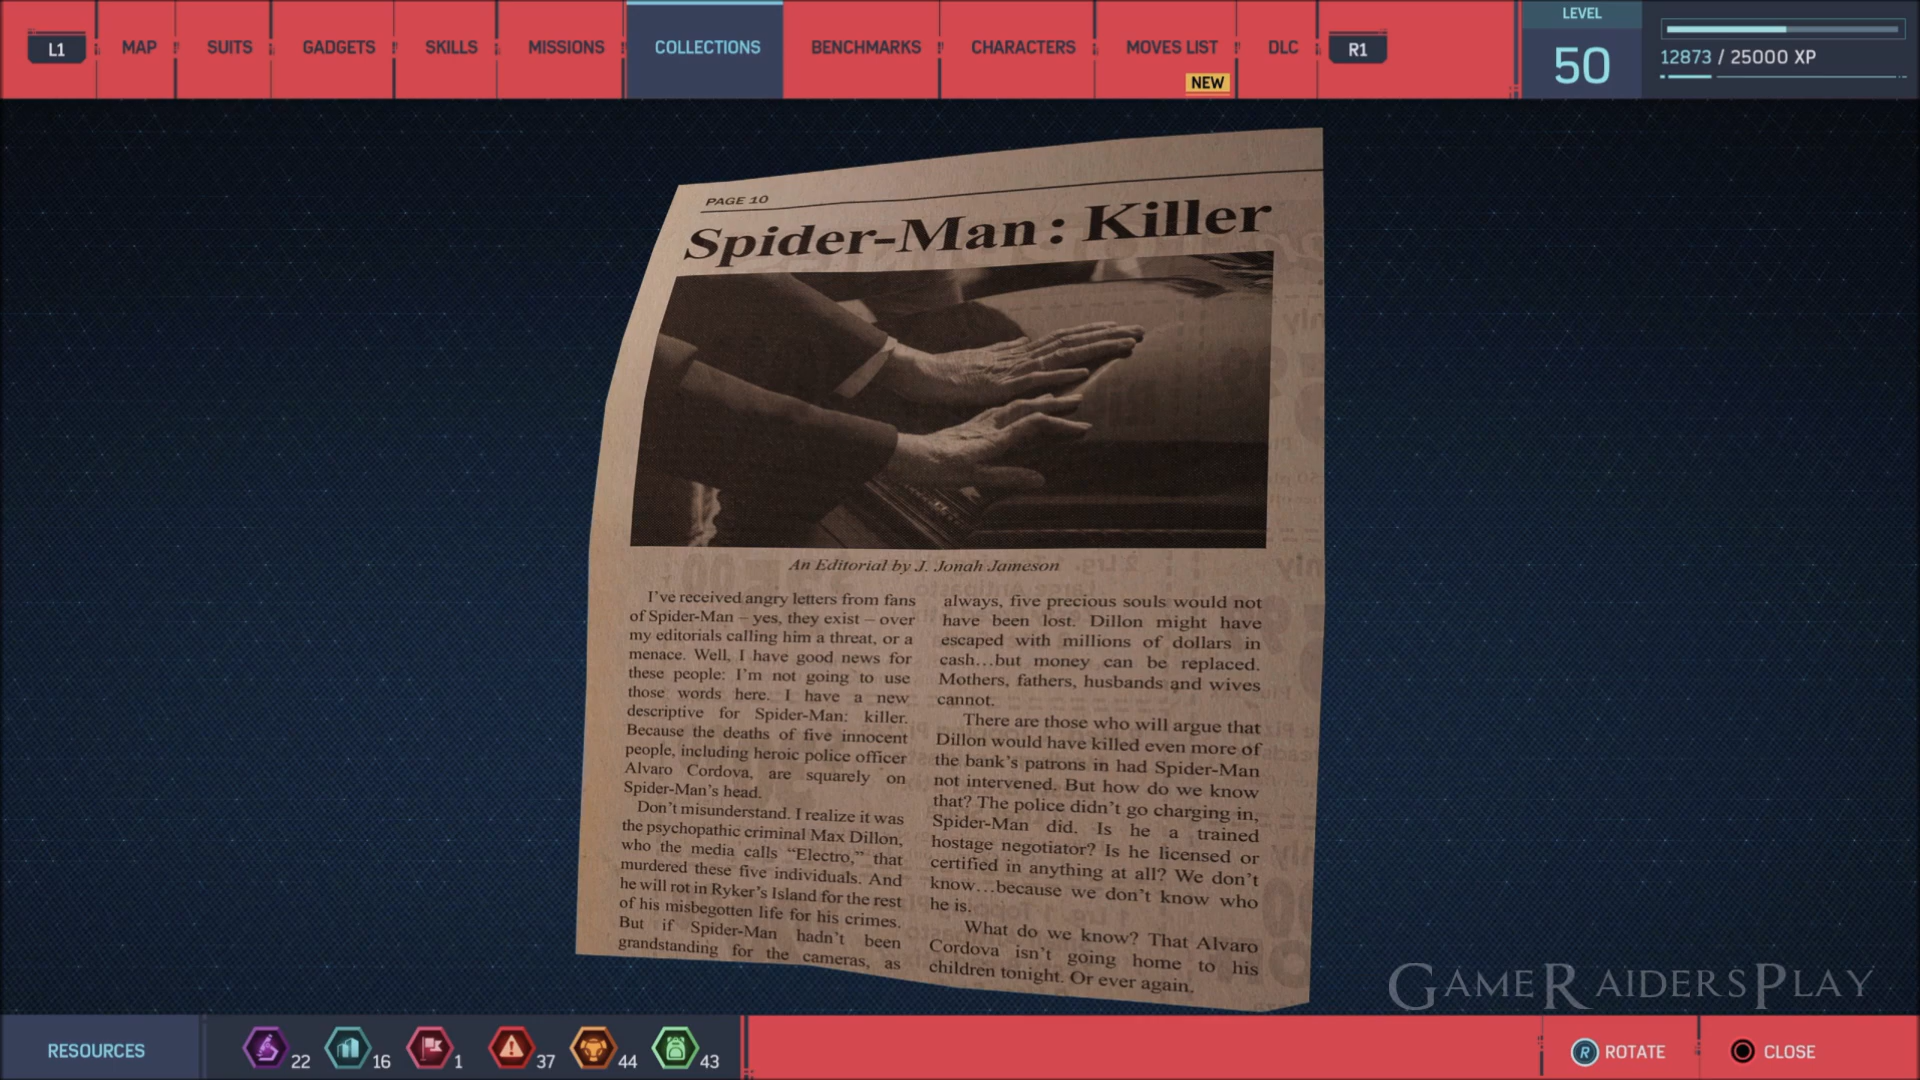 L1
MAP
SUITS
GADGETS
SKILLS
MISSIONS
COLLECTIONS
BENCHMARKS
CHARACTERS
MOVES LIST
NEW
DLC
R1
LEVEL
50
12873 / 25000 XP
PAGE 10
Spider-Man: Killer
An Editorial by J. Jonah Jameson
I've received angry letters from fans
of Spider-Man – yes, they exist – over
my editorials calling him a threat, or a
menace. Well, I have good news for
these people: I'm not going to use
those words here. I have a new
descriptive for Spider-Man: killer.
Because the deaths of five innocent
people, including heroic police officer
Alvaro Cordova, are squarely on
Spider-Man's head.
Don't misunderstand. I realize it was
the psychopathic criminal Max Dillon,
who the media calls “Electro,” that
murdered these five individuals. And
he will rot in Ryker's Island for the rest
of his misbegotten life for his crimes.
But if Spider-Man hadn't been
grandstanding for the cameras, as
always, five precious souls would not
have been lost. Dillon might have
escaped with millions of dollars in
cash…but money can be replaced.
Mothers, fathers, husbands and wives
cannot.
There are those who will argue that
Dillon would have killed even more of
the bank's patrons in had Spider-Man
not intervened. But how do we know
that? The police didn't go charging in,
Spider-Man did. Is he a trained
hostage negotiator? Is he licensed or
certified in anything at all? We don't
know…because we don't know who
he is.
What do we know? That Alvaro
Cordova isn't going home to his
children tonight. Or ever again.
GAMERAIDERSPLAY
RESOURCES
22
16
1
37
44
43
R ROTATE
CLOSE